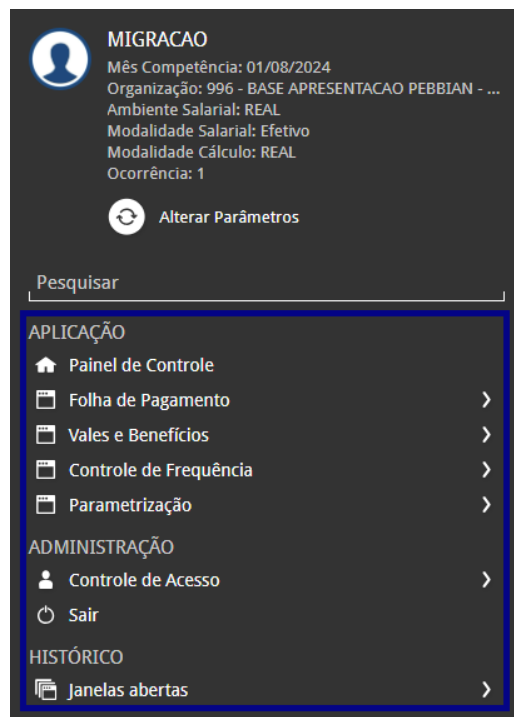 MIGRACAO
Mês Competência: 01/08/2024
Organização: 996 - BASE APRESENTACAO PEBBIAN - ...
Ambiente Salarial: REAL
Modalidade Salarial: Efetivo
Modalidade Cálculo: REAL
Ocorrência: 1
Alterar Parâmetros
Pesquisar
APLICAÇÃO
Painel de Controle
Folha de Pagamento
Vales e Benefícios
Controle de Frequência
Parametrização
ADMINISTRAÇÃO
Controle de Acesso
Sair
HISTÓRICO
Janelas abertas